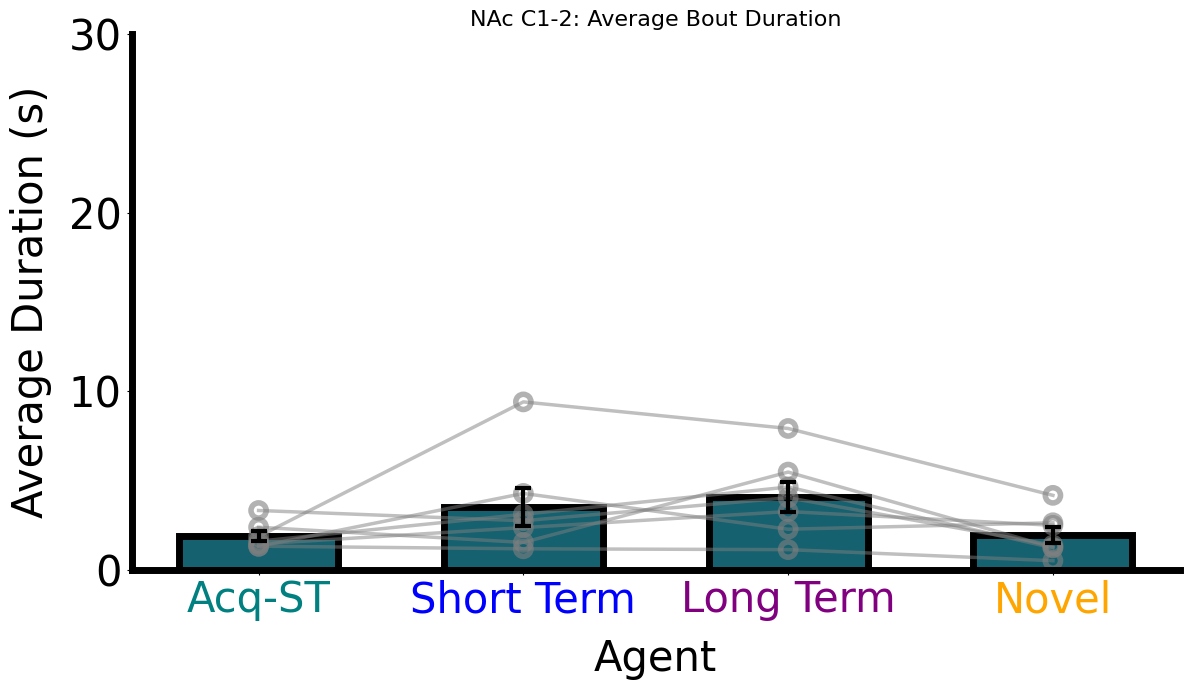 NAc C1-2: Average Bout Duration
30
20
10
0
Average Duration (s)
Acq-ST
Short Term
Long Term
Novel
Agent